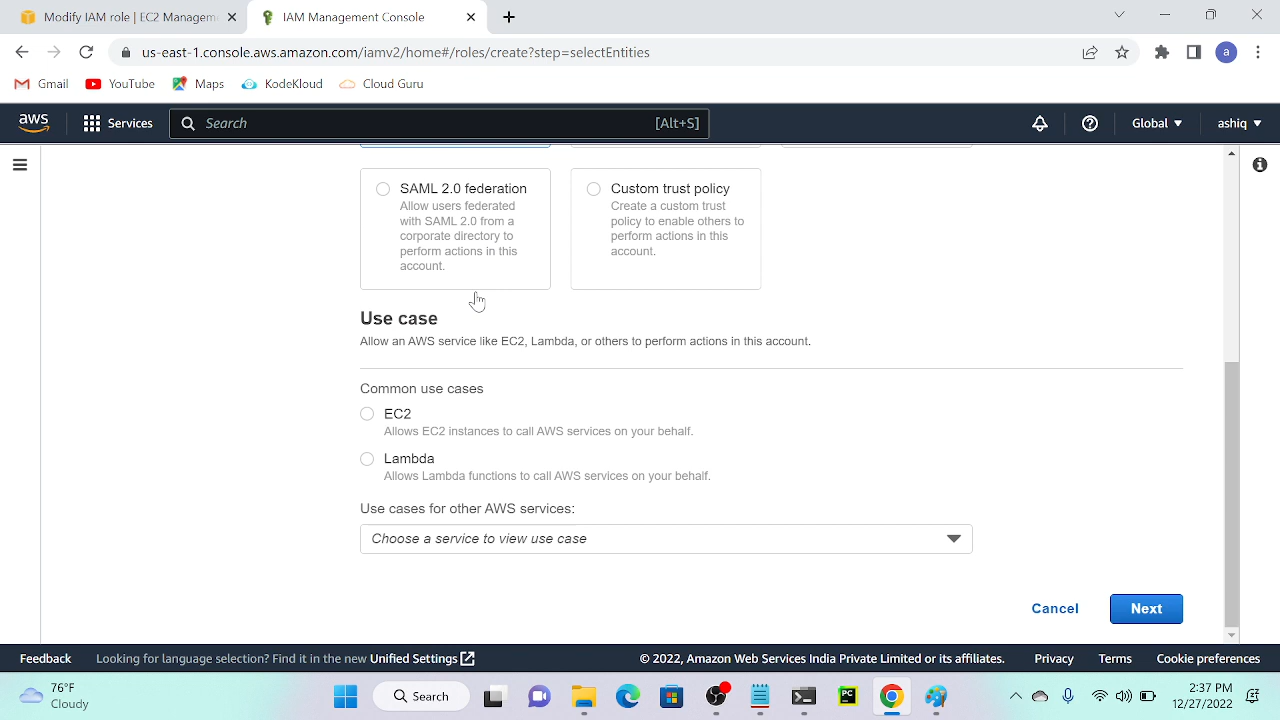 Modify IAM role | EC2 Managem
IAM Management Console
us-east-1.console.aws.amazon.com/iamv2/home#/roles/create?step=selectEntities
a
Gmail
YouTube
Maps
KodeKloud
Cloud Guru
aws
Services
Search
[Alt+S]
Global
ashiq
SAML 2.0 federation
Allow users federated
with SAML 2.0 from a
corporate directory to
perform actions in this
account.
Custom trust policy
Create a custom trust
policy to enable others to
perform actions in this
account.
Use case
Allow an AWS service like EC2, Lambda, or others to perform actions in this account.
Common use cases
EC2
Allows EC2 instances to call AWS services on your behalf.
Lambda
Allows Lambda functions to call AWS services on your behalf.
Use cases for other AWS services:
Choose a service to view use case
Cancel
Next
Feedback
Looking for language selection? Find it in the new Unified Settings
© 2022, Amazon Web Services India Private Limited or its affiliates.
Privacy
Terms
Cookie preferences
76°F
Cloudy
Search
PC
2:37 PM
12/27/2022